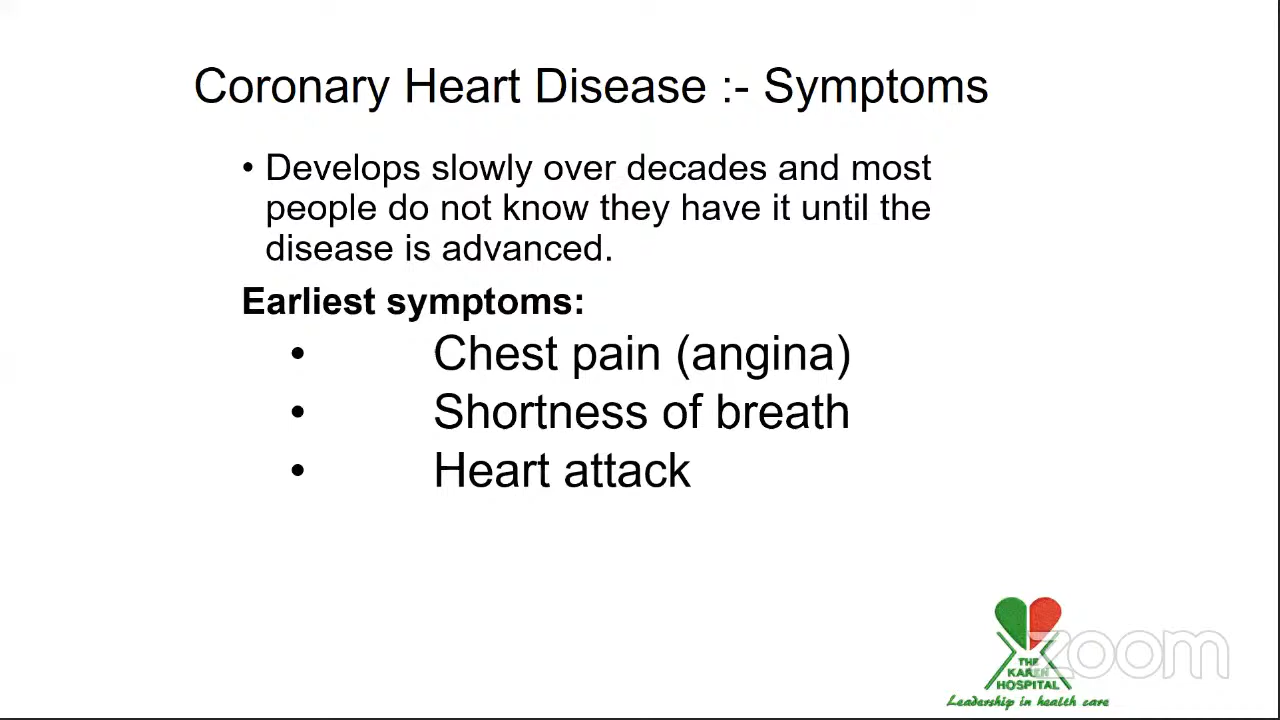 Coronary Heart Disease :- Symptoms
• Develops slowly over decades and most
people do not know they have it until the
disease is advanced.
Earliest symptoms:
• Chest pain (angina)
• Shortness of breath
• Heart attack
zoom
THE
KAREN
HOSPITAL
Leadership in health care